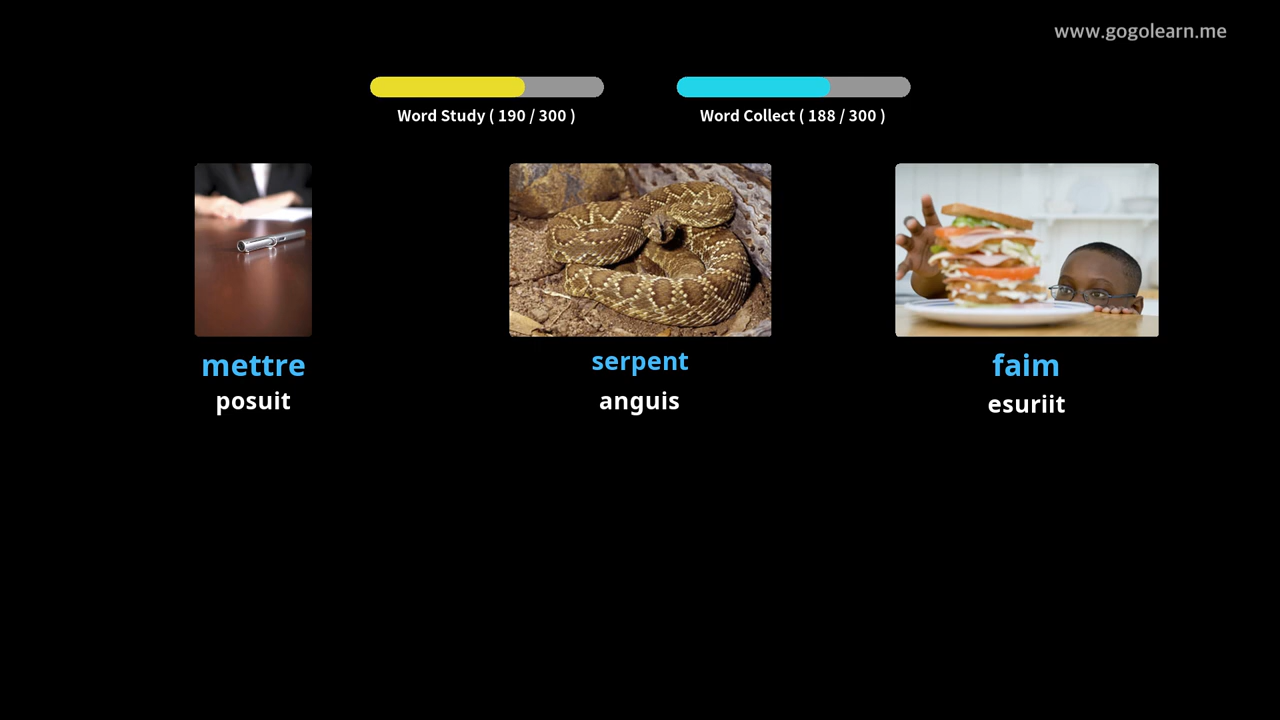 www.gogolearn.me
Word Study ( 190 / 300 )
Word Collect ( 188 / 300 )
mettre
posuit
serpent
anguis
faim
esuriit